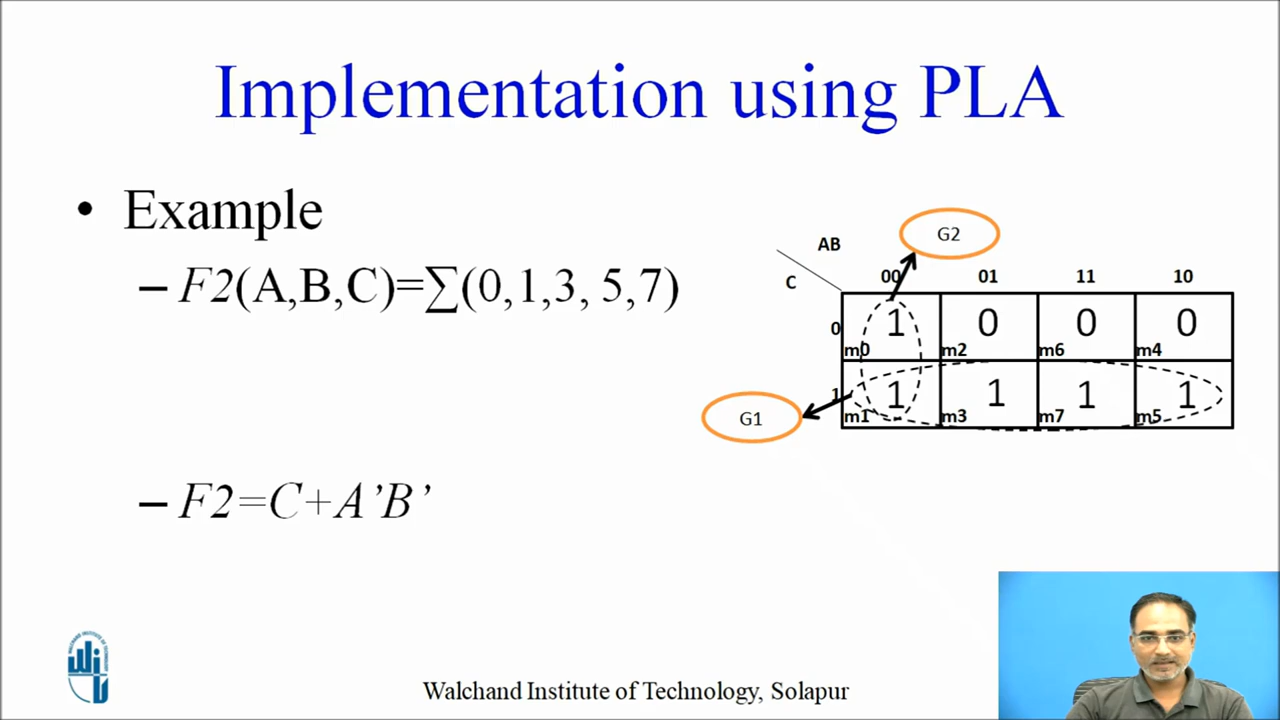 Implementation using PLA
• Example
– F2(A,B,C)=∑(0,1,3, 5,7)
– F2=C+A’B’
G2
AB
C
00 01 11 10
0 1 0 0 0
m0 m2 m6 m4
1 1 1 1 1
m1 m3 m7 m5
G1
WIT
Walchand Institute of Technology, Solapur